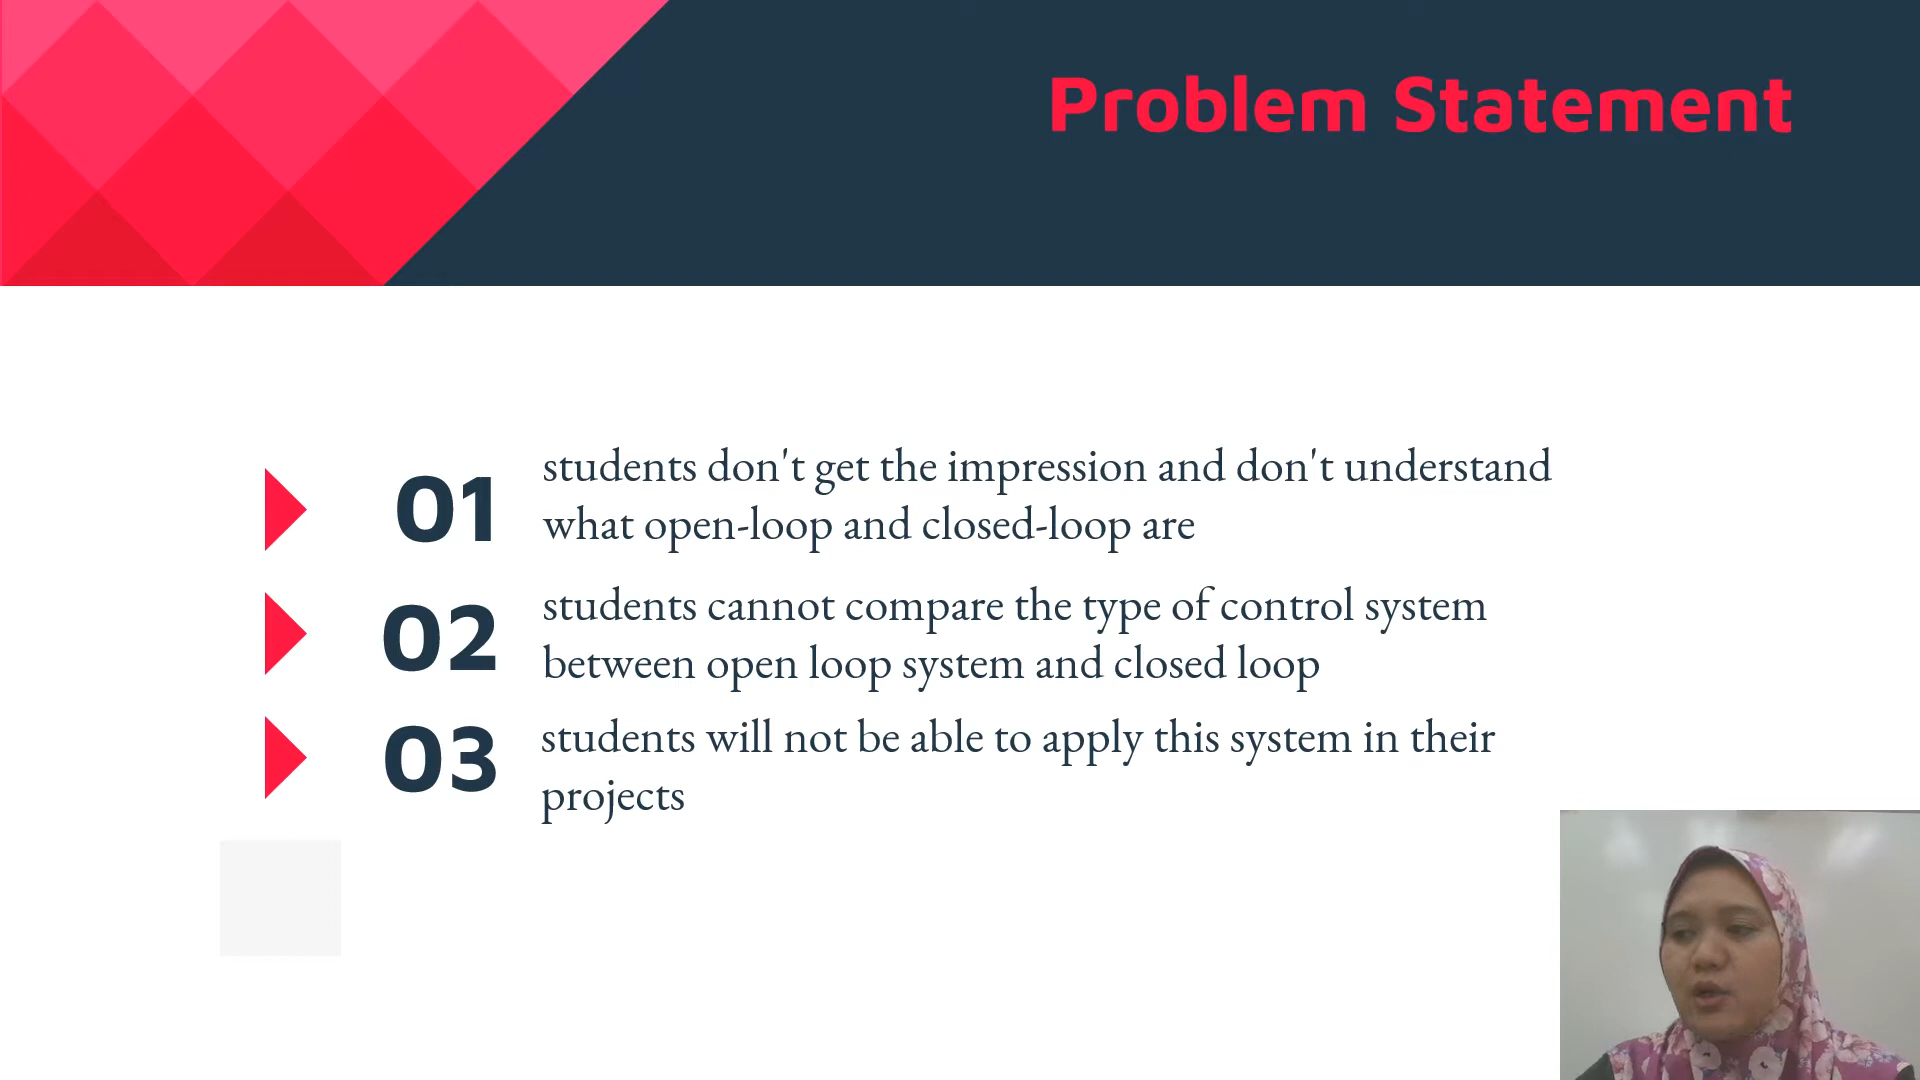 Problem Statement
01
students don't get the impression and don't understand
what open-loop and closed-loop are
02
students cannot compare the type of control system
between open loop system and closed loop
03
students will not be able to apply this system in their
projects